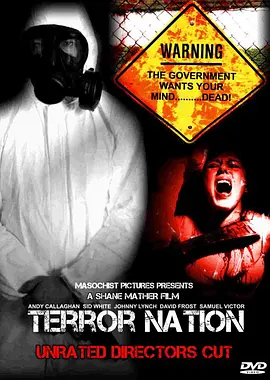 WARNING
THE GOVERNMENT
WANTS YOUR
MIND.........DEAD!
MASOCHIST PICTURES PRESENTS
A SHANE MATHER FILM
ANDY CALLAGHAN SID WHITE JOHNNY LYNCH DAVID FROST SAMUEL VICTOR
TERROR NATION
UNRATED DIRECTORS CUT
DVD